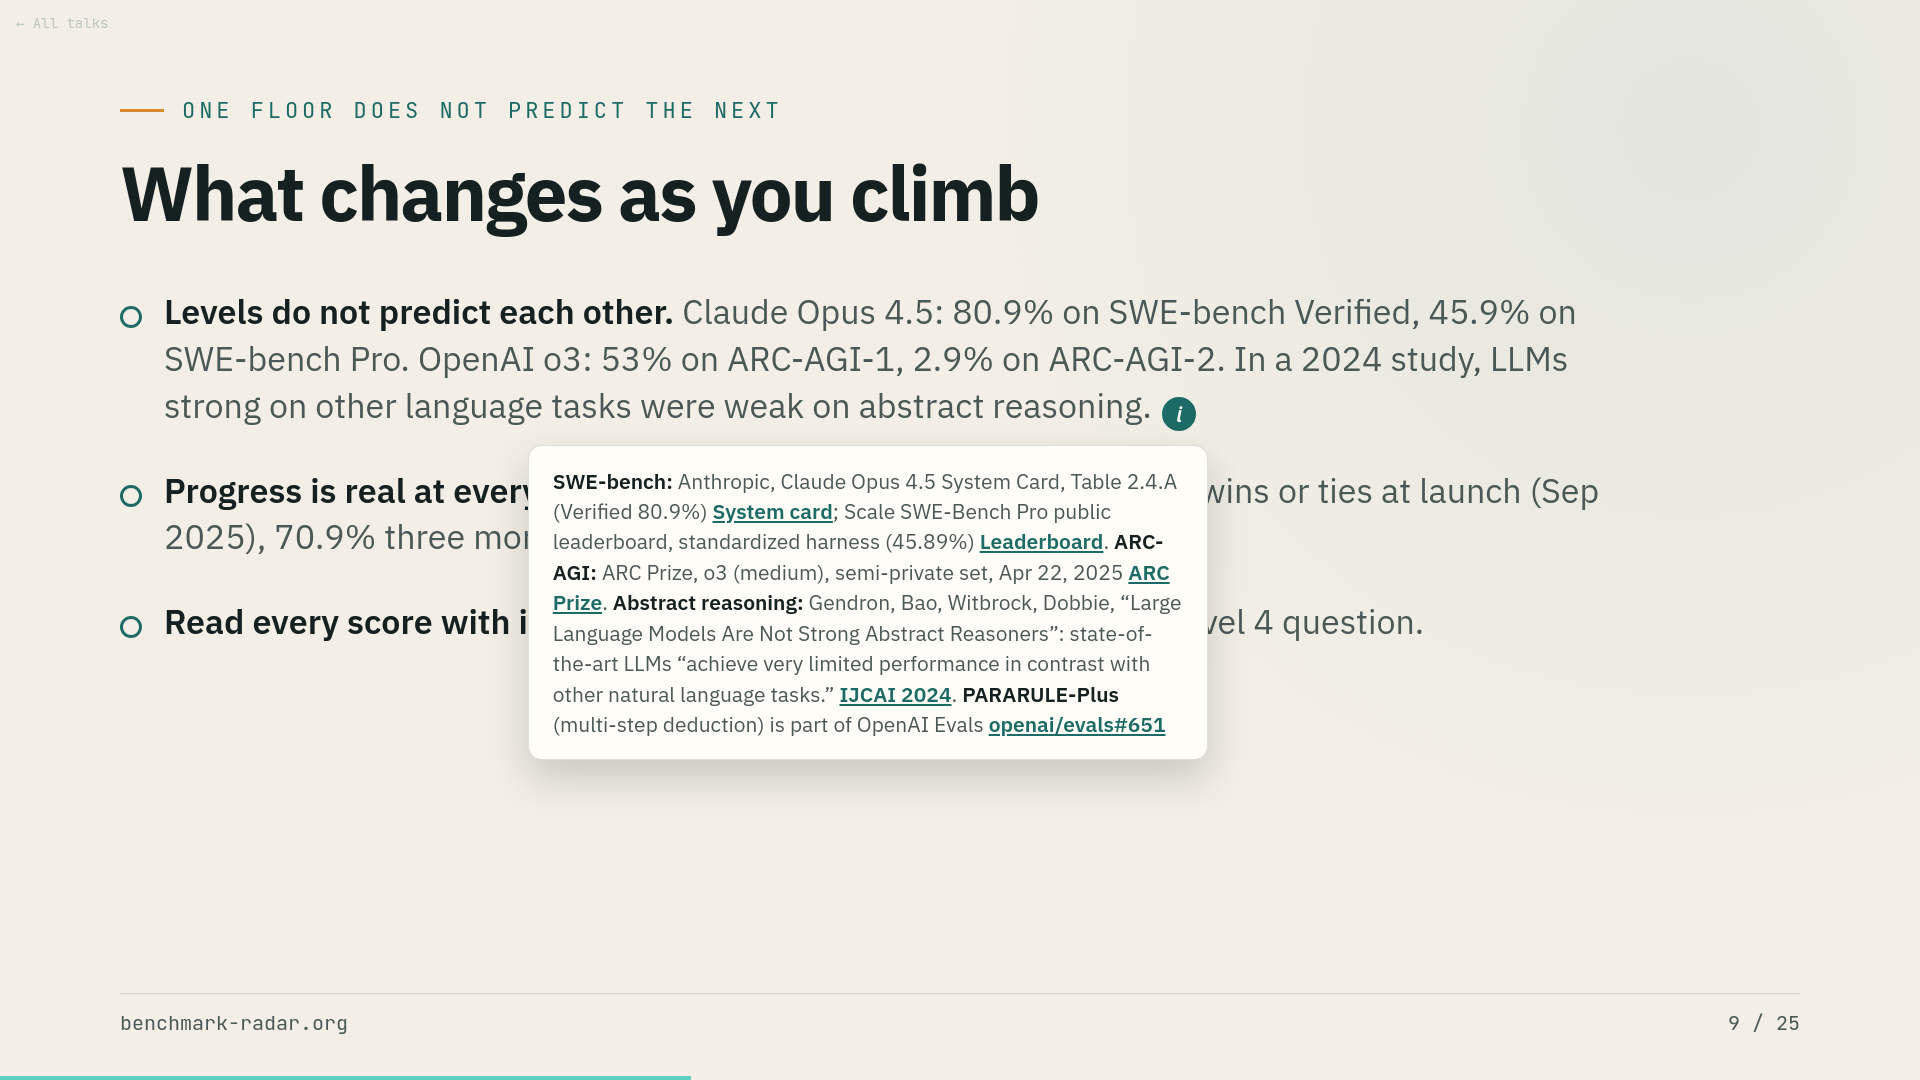 ← All talks
ONE FLOOR DOES NOT PREDICT THE NEXT
What changes as you climb
Levels do not predict each other. Claude Opus 4.5: 80.9% on SWE-bench Verified, 45.9% on
SWE-bench Pro. OpenAI o3: 53% on ARC-AGI-1, 2.9% on ARC-AGI-2. In a 2024 study, LLMs
strong on other language tasks were weak on abstract reasoning. i
Progress is real at every wins or ties at launch (Sep
2025), 70.9% three
Read every score with 4 question.
SWE-bench: Anthropic, Claude Opus 4.5 System Card, Table 2.4.A
(Verified 80.9%) System card; Scale SWE-Bench Pro public
leaderboard, standardized harness (45.89%) Leaderboard. ARC-
AGI: ARC Prize, o3 (medium), semi-private set, Apr 22, 2025 ARC
Prize. Abstract reasoning: Gendron, Bao, Witbrock, Dobbie, “Large
Language Models Are Not Strong Abstract Reasoners”: state-of-
the-art LLMs “achieve very limited performance in contrast with
other natural language tasks.” IJCAI 2024. PARARULE-Plus
(multi-step deduction) is part of OpenAI Evals openai/evals#651
benchmark-radar.org
9 / 25